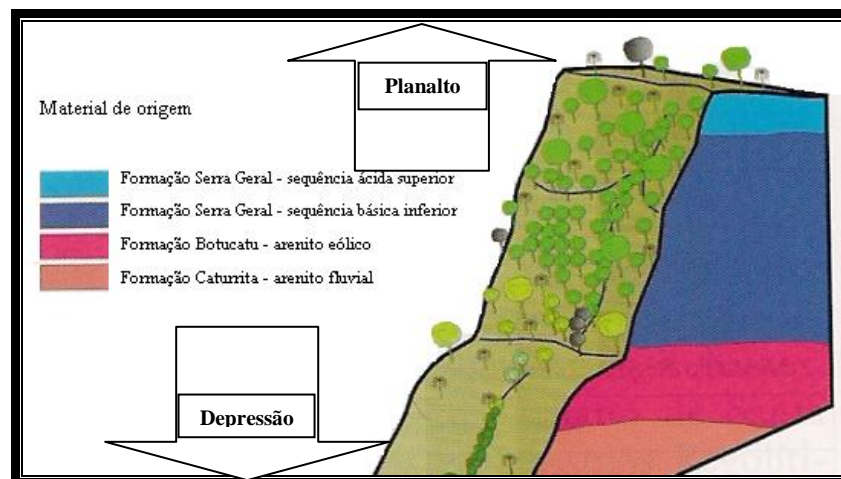 Planalto
Material de origem
Formação Serra Geral - sequência ácida superior
Formação Serra Geral - sequência básica inferior
Formação Botucatu - arenito eólico
Formação Caturrita - arenito fluvial
Depressão